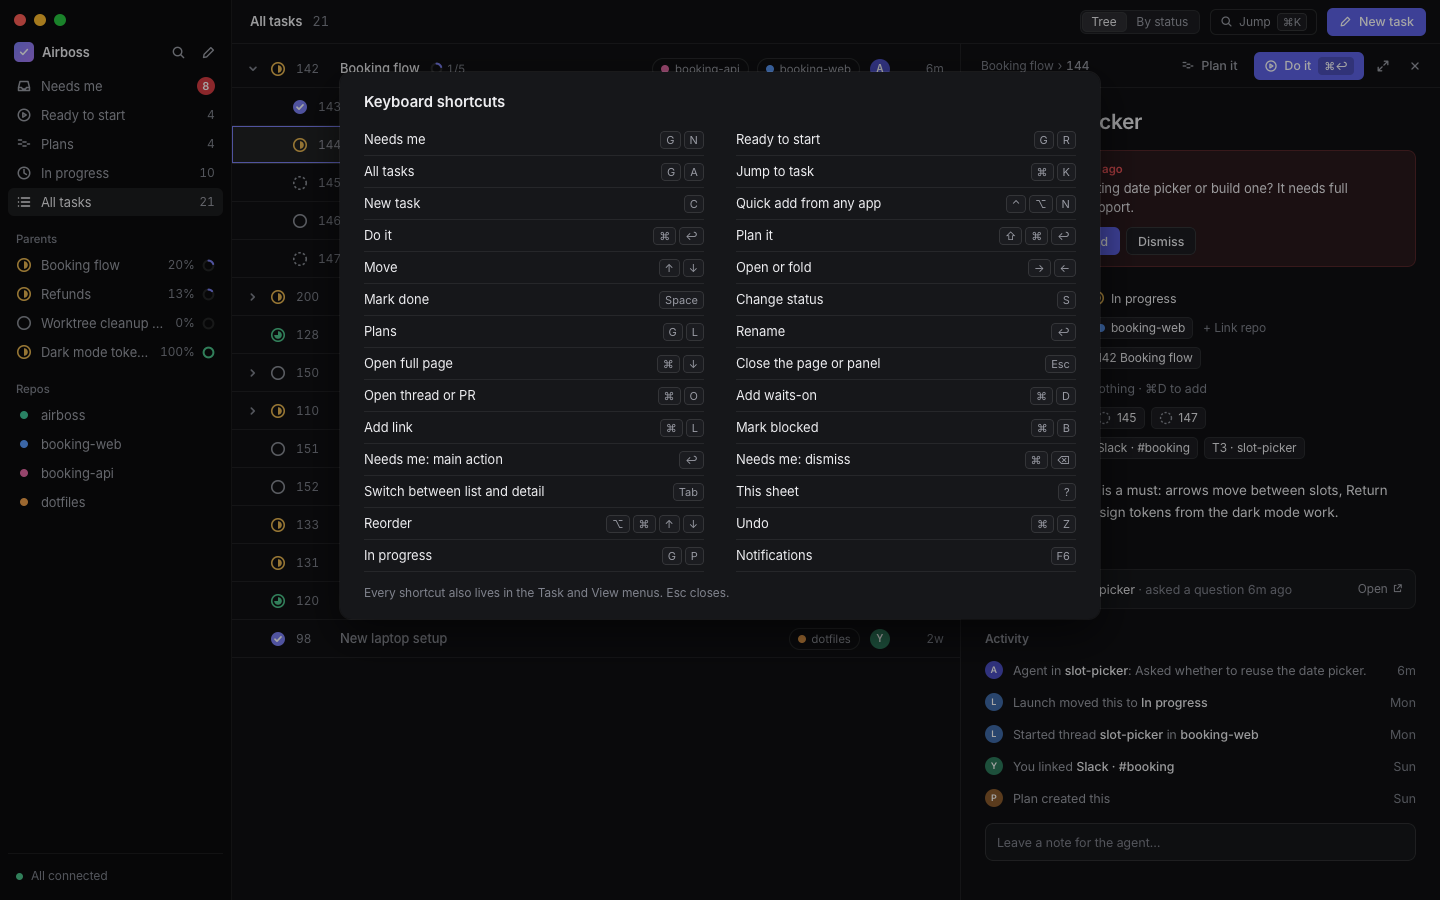 All tasks 21
Tree
By status
Jump ⌘K
New task
Airboss
Needs me 8
Ready to start 4
Plans 4
In progress 10
All tasks 21
Parents
Booking flow 20%
Refunds 13%
Worktree cleanup ... 0%
Dark mode toke... 100%
Repos
airboss
booking-web
booking-api
dotfiles
All connected
142 Booking flow 1/5 booking-api booking-web A 6m
143
144
145
146
147
200
128
150
110
151
152
133
131
120
98 New laptop setup dotfiles Y 2w
Keyboard shortcuts
Needs me G N
Ready to start G R
All tasks G A
Jump to task ⌘ K
New task C
Quick add from any app ^ ⌥ N
Do it ⌘ ↩
Plan it ⇧ ⌘ ↩
Move ↑ ↓
Open or fold → ←
Mark done Space
Change status S
Plans G L
Rename ↩
Open full page ⌘ ↓
Close the page or panel Esc
Open thread or PR ⌘ O
Add waits-on ⌘ D
Add link ⌘ L
Mark blocked ⌘ B
Needs me: main action ↩
Needs me: dismiss ⌘ ⌫
Switch between list and detail Tab
This sheet ?
Reorder ⌥ ⌘ ↑ ↓
Undo ⌘ Z
In progress G P
Notifications F6
Every shortcut also lives in the Task and View menus. Esc closes.
Booking flow › 144
Plan it
Do it ⌘↩
cker
ago
ting date picker or build one? It needs full
pport.
d
Dismiss
In progress
booking-web + Link repo
142 Booking flow
othing · ⌘D to add
145 147
Slack · #booking T3 · slot-picker
is a must: arrows move between slots, Return
sign tokens from the dark mode work.
picker · asked a question 6m ago Open
Activity
A Agent in slot-picker: Asked whether to reuse the date picker. 6m
L Launch moved this to In progress Mon
L Started thread slot-picker in booking-web Mon
Y You linked Slack · #booking Sun
P Plan created this Sun
Leave a note for the agent...